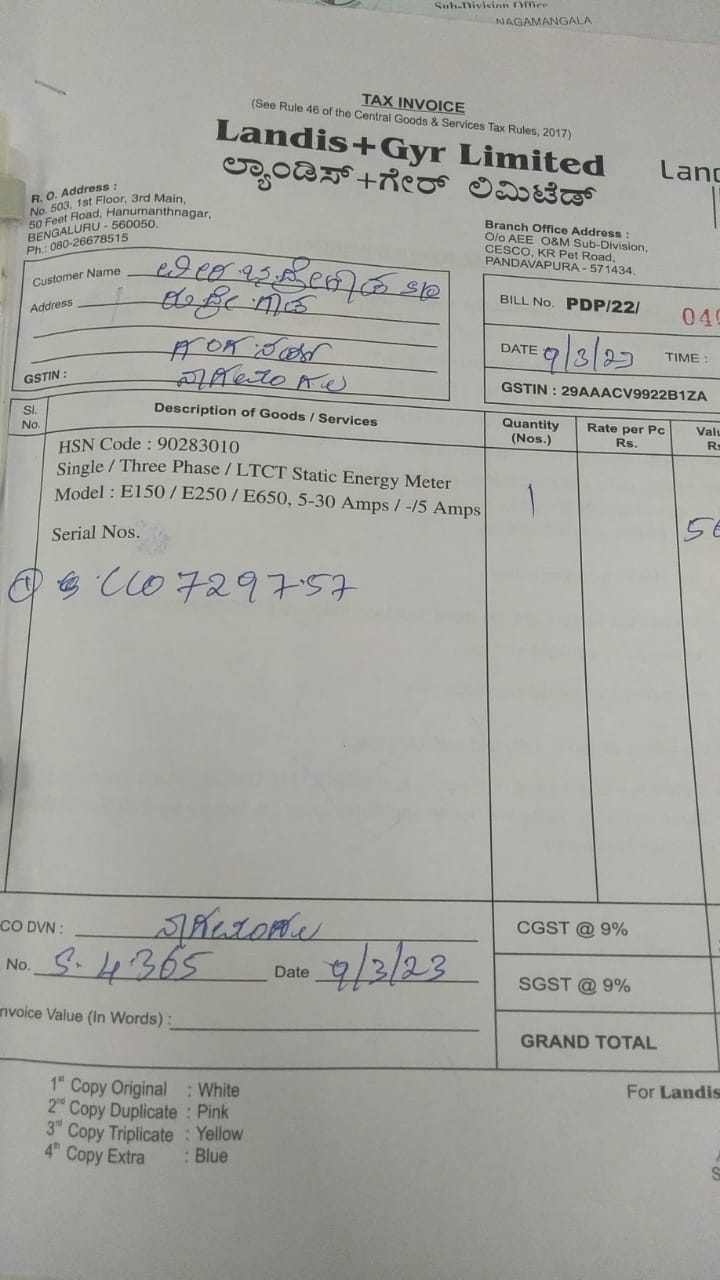 Sub-Division Office
NAGAMANGALA
TAX INVOICE
(See Rule 46 of the Central Goods & Services Tax Rules, 2017)
Landis+Gyr Limited
ಲ್ಯಾಂಡಿಸ್+ಗೇರ್ ಲಿಮಿಟೆಡ್
R. O. Address :
No. 503, 1st Floor, 3rd Main,
50 Feet Road, Hanumanthnagar,
BENGALURU - 560050.
Ph.: 080-26678515
Branch Office Address :
O/o AEE O&M Sub-Division,
CESCO, KR Pet Road,
PANDAVAPURA - 571434.
Customer Name
Address
GSTIN :
BILL No. PDP/22/
DATE 9/3/23 TIME :
GSTIN : 29AAACV9922B1ZA
Sl. No. Description of Goods / Services Quantity (Nos.) Rate per Pc Rs.
HSN Code : 90283010
Single / Three Phase / LTCT Static Energy Meter
Model : E150 / E250 / E650, 5-30 Amps / -/5 Amps 1
Serial Nos.
729757
CO DVN :
No. S. 4365 Date 9/3/23
nvoice Value (In Words) :
CGST @ 9%
SGST @ 9%
GRAND TOTAL
1st Copy Original : White
2nd Copy Duplicate : Pink
3rd Copy Triplicate : Yellow
4th Copy Extra : Blue
For Landis